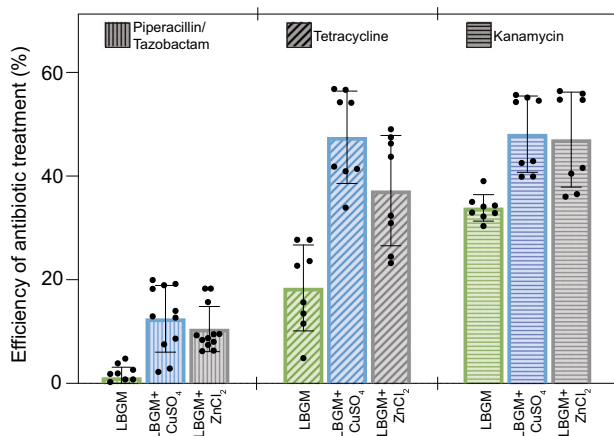 Piperacillin/
Tazobactam
Tetracycline
Kanamycin
Efficiency of antibiotic treatment (%)
60
40
20
0
LBGM
LBGM+
CuSO₄
LBGM+
ZnCl₂
LBGM
LBGM+
CuSO₄
LBGM+
ZnCl₂
LBGM
LBGM+
CuSO₄
LBGM+
ZnCl₂